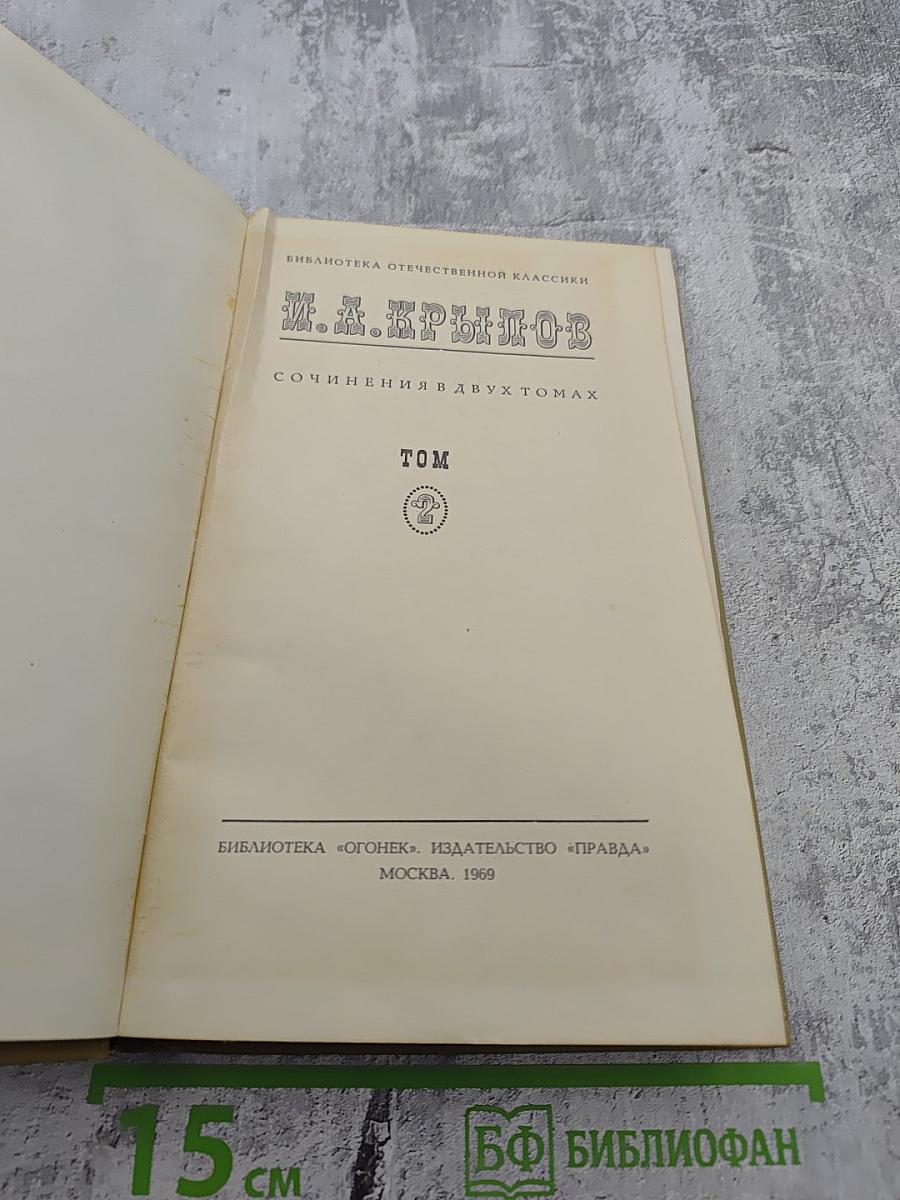 БИБЛИОТЕКА ОТЕЧЕСТВЕННОЙ КЛАССИКИ
И.А.КРЫЛОВ
СОЧИНЕНИЯ В ДВУХ ТОМАХ
ТОМ
2
БИБЛИОТЕКА «ОГОНЕК». ИЗДАТЕЛЬСТВО «ПРАВДА»
МОСКВА. 1969
15 см
БФ БИБЛИОФАН